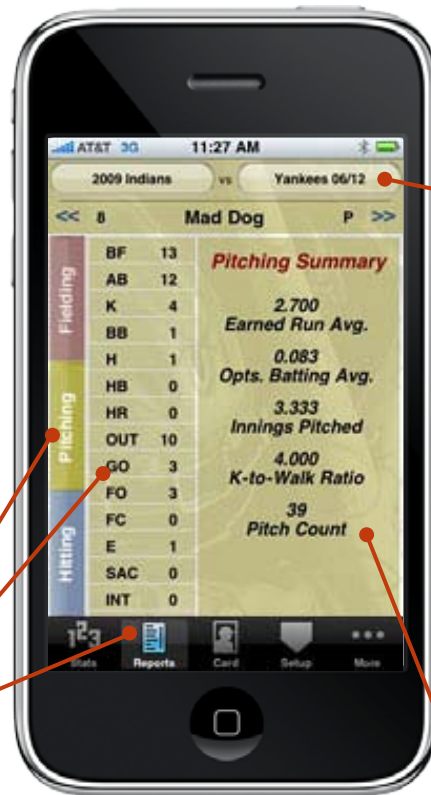 AT&T 3G 11:27 AM
2009 Indians vs Yankees 06/12
<< 8 Mad Dog P >>
Fielding
Pitching
Hitting
BF 13
AB 12
K 4
BB 1
H 1
HB 0
HR 0
OUT 10
GO 3
FO 3
FC 0
E 1
SAC 0
INT 0
Pitching Summary
2.700
Earned Run Avg.
0.083
Opts. Batting Avg.
3.333
Innings Pitched
4.000
K-to-Walk Ratio
39
Pitch Count
123
Stats Reports Card Setup More